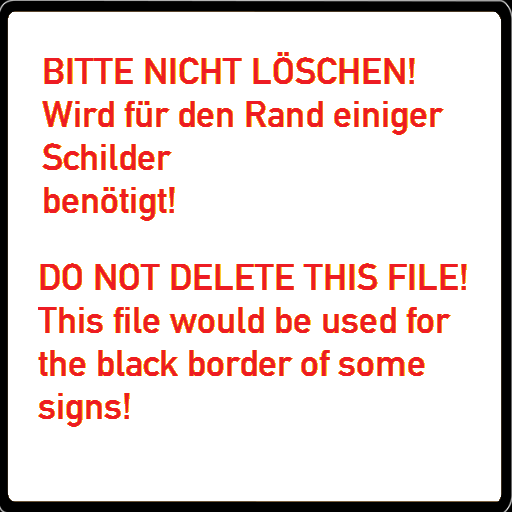 BITTE NICHT LÖSCHEN!
Wird für den Rand einiger
Schilder
benötigt!
DO NOT DELETE THIS FILE!
This file would be used for
the black border of some
signs!